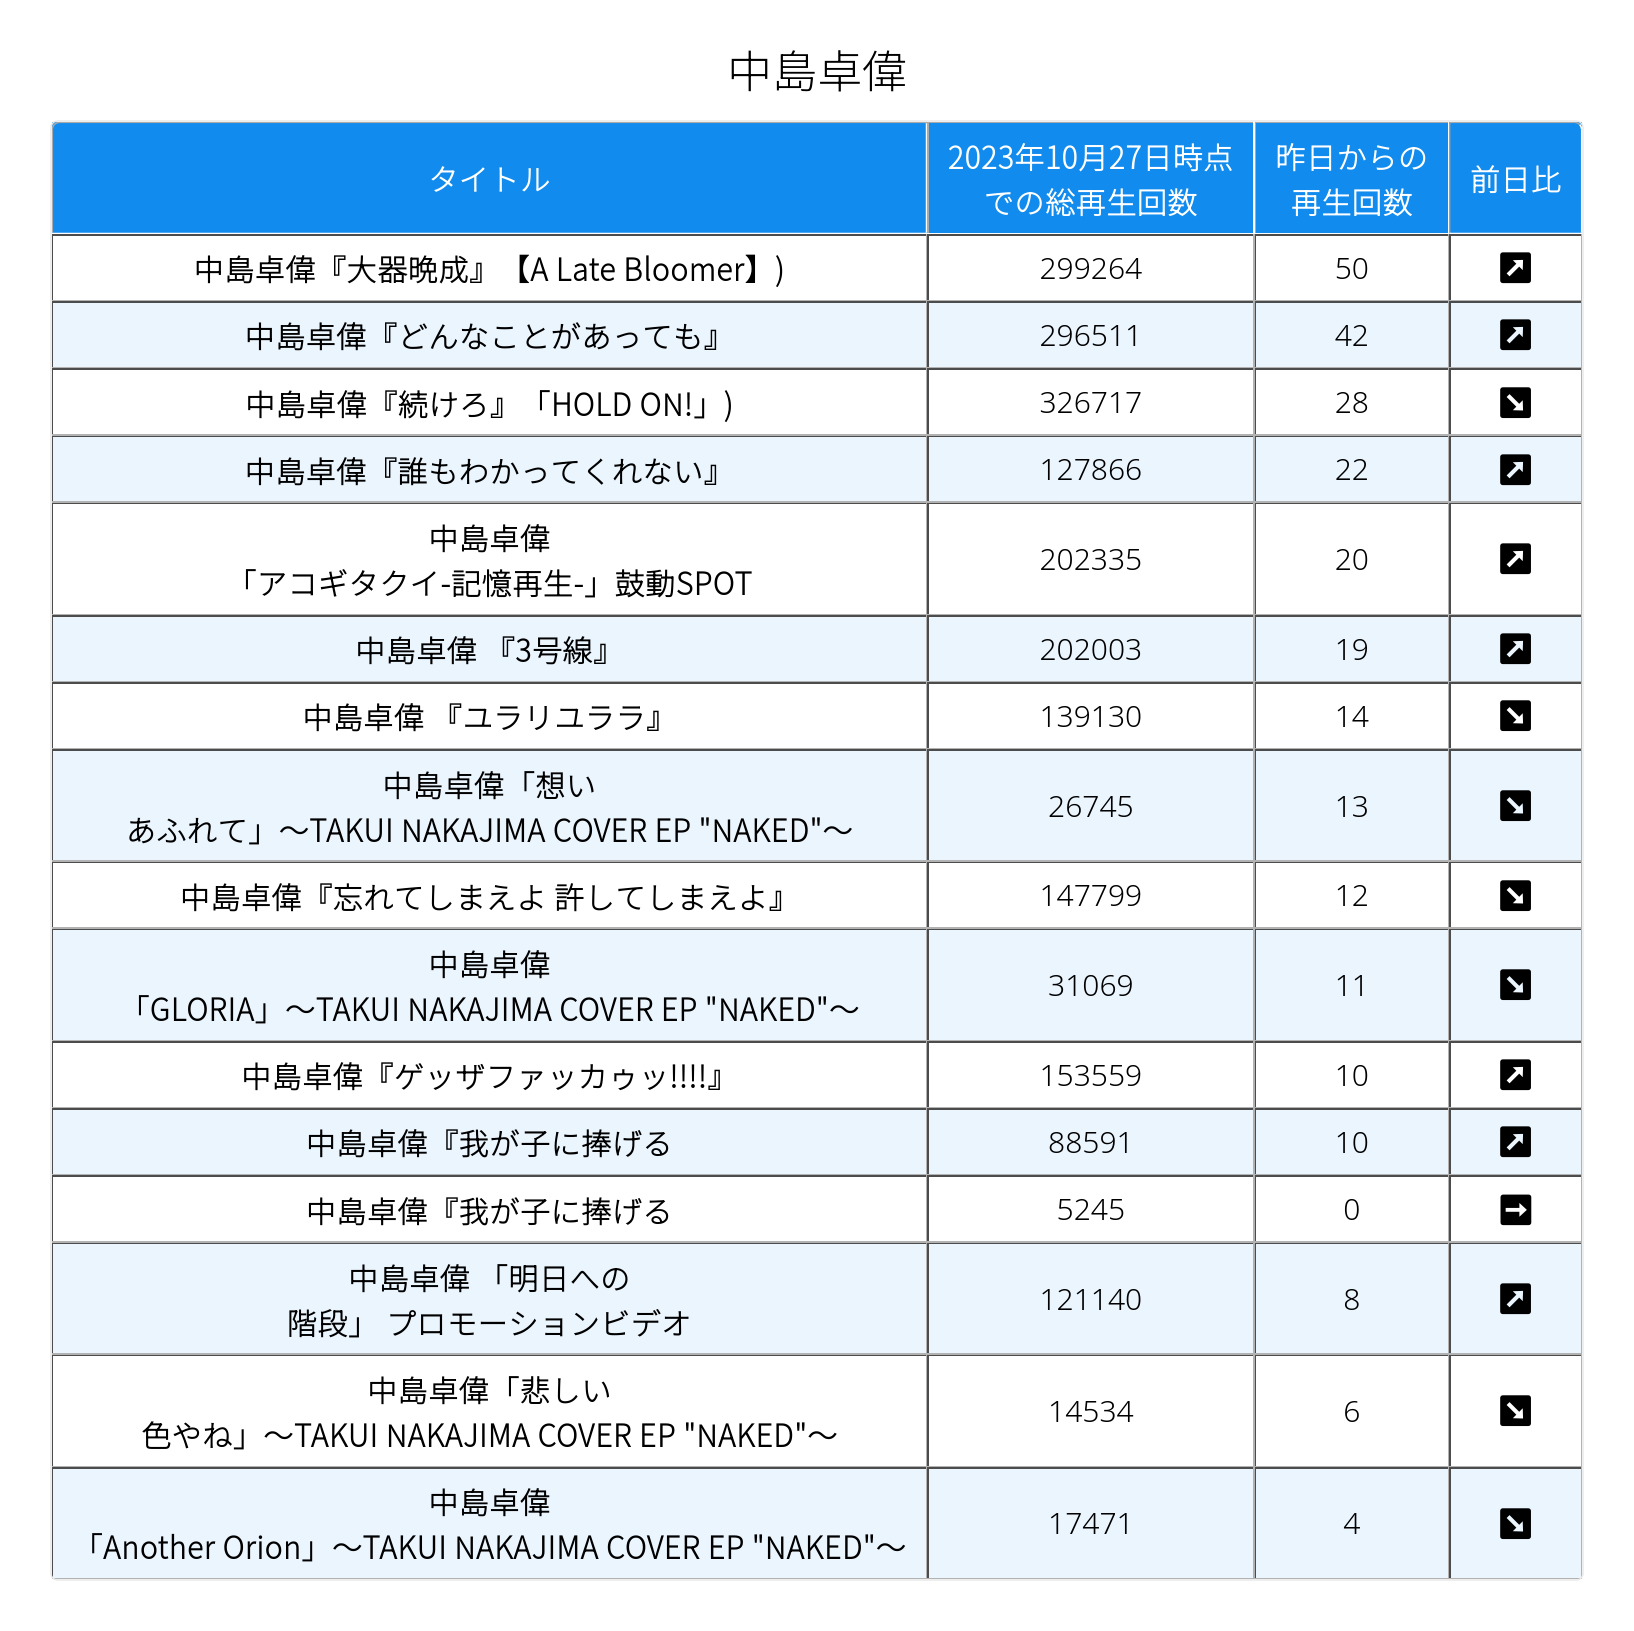 中島卓偉
タイトル
2023年10月27日時点
での総再生回数
昨日からの
再生回数
前日比
中島卓偉『大器晩成』【A Late Bloomer】)
299264
50
中島卓偉『どんなことがあっても』
296511
42
中島卓偉『続けろ』「HOLD ON!」)
326717
28
中島卓偉『誰もわかってくれない』
127866
22
中島卓偉
「アコギタクイ-記憶再生-」鼓動SPOT
202335
20
中島卓偉 『3号線』
202003
19
中島卓偉 『ユラリユララ』
139130
14
中島卓偉「想い
あふれて」〜TAKUI NAKAJIMA COVER EP "NAKED"〜
26745
13
中島卓偉『忘れてしまえよ 許してしまえよ』
147799
12
中島卓偉
「GLORIA」〜TAKUI NAKAJIMA COVER EP "NAKED"〜
31069
11
中島卓偉『ゲッザファッカゥッ!!!!』
153559
10
中島卓偉『我が子に捧げる
88591
10
中島卓偉『我が子に捧げる
5245
0
中島卓偉 「明日への
階段」 プロモーションビデオ
121140
8
中島卓偉「悲しい
色やね」〜TAKUI NAKAJIMA COVER EP "NAKED"〜
14534
6
中島卓偉
「Another Orion」〜TAKUI NAKAJIMA COVER EP "NAKED"〜
17471
4